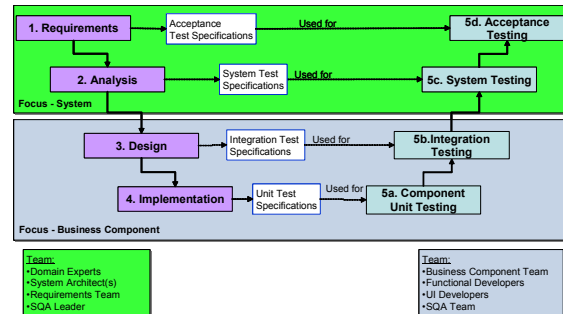 1. Requirements
Acceptance
Test Specifications
Used for
5d. Acceptance
Testing
2. Analysis
System Test
Specifications
Used for
5c. System Testing
Focus - System
3. Design
Integration Test
Specifications
Used for
5b.Integration
Testing
4. Implementation
Unit Test
Specifications
Used for
5a. Component
Unit Testing
Focus - Business Component
Team:
•Domain Experts
•System Architect(s)
•Requirements Team
•SQA Leader
Team:
•Business Component Team
•Functional Developers
•UI Developers
•SQA Team